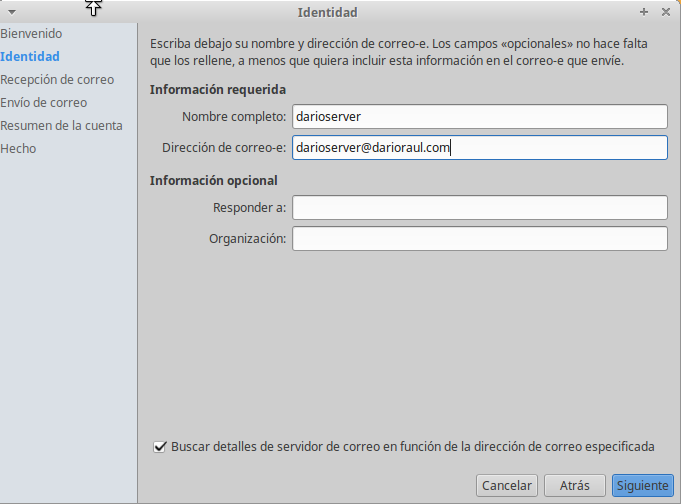 Identidad
Bienvenido
Identidad
Recepción de correo
Envío de correo
Resumen de la cuenta
Hecho
Escriba debajo su nombre y dirección de correo-e. Los campos «opcionales» no hace falta
que los rellene, a menos que quiera incluir esta información en el correo-e que envíe.
Información requerida
Nombre completo: darioserver
Dirección de correo-e: darioserver@darioraul.com
Información opcional
Responder a:
Organización:
Buscar detalles de servidor de correo en función de la dirección de correo especificada
Cancelar Atrás Siguiente